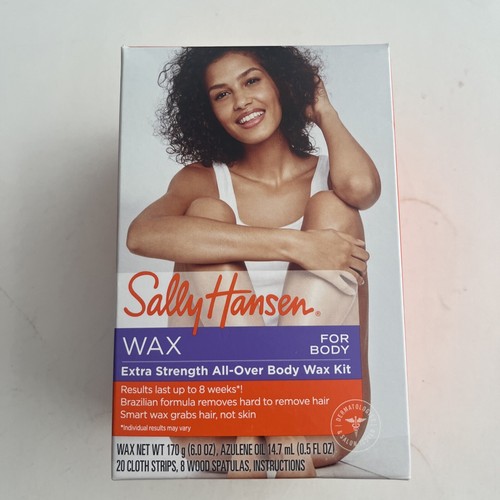 Sally Hansen®
WAX
FOR
BODY
Extra Strength All-Over Body Wax Kit
Results last up to 8 weeks*!
Brazilian formula removes hard to remove hair
Smart wax grabs hair, not skin
*Individual results may vary
WAX NET WT 170 g (6.0 OZ), AZULENE OIL 14.7 mL (0.5 FL OZ)
20 CLOTH STRIPS, 8 WOOD SPATULAS, INSTRUCTIONS